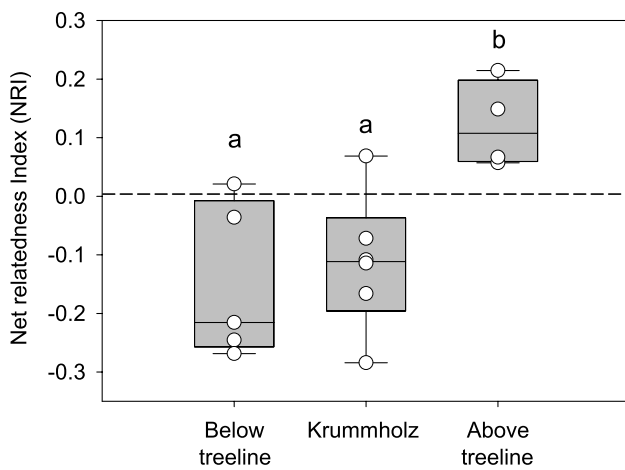 Net relatedness Index (NRI)
0.3
0.2
0.1
0.0
-0.1
-0.2
-0.3
a
a
b
Below
treeline
Krummholz
Above
treeline